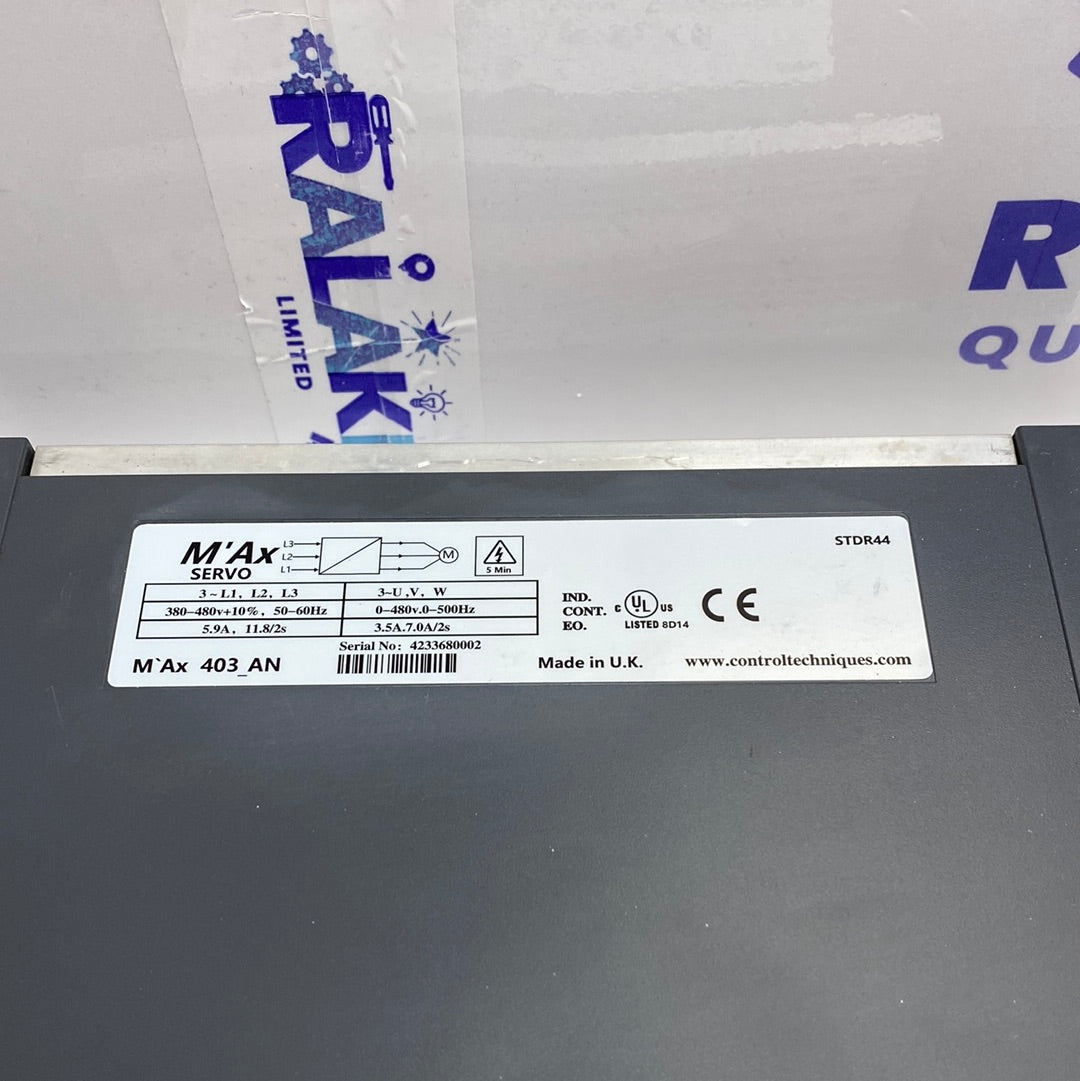 RALAK
LIMITED
R
QU
M'Ax
SERVO
L3
L2
L1
M
5 Min
STDR44
3~L1, L2, L3
3~U,V, W
380-480v+10%, 50-60Hz
0-480v.0-500Hz
5.9A, 11.8/2s
3.5A.7.0A/2s
IND.
CONT.
EO.
C UL US
LISTED 8D14
CE
Serial No: 4233680002
M`Ax 403_AN
Made in U.K.
www.controltechniques.com